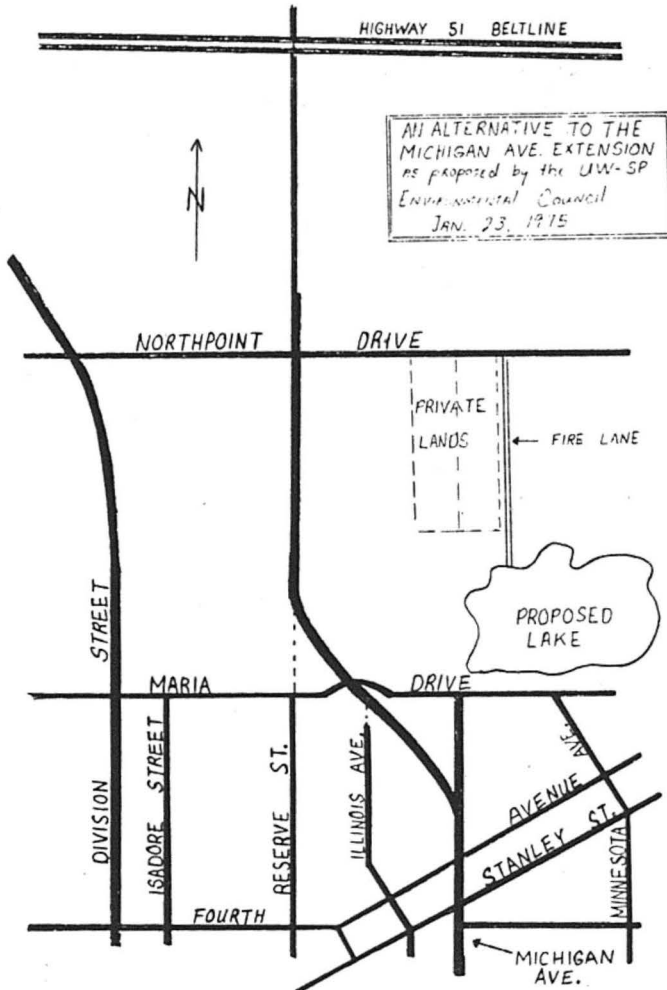 HIGHWAY 51 BELTLINE
AN ALTERNATIVE TO THE
MICHIGAN AVE. EXTENSION
AS proposed by the UW-SP
ENVIRONMENTAL COUNCIL
JAN. 23, 1975
N
NORTHPOINT DRIVE
PRIVATE
LANDS
FIRE LANE
PROPOSED
LAKE
MARIA DRIVE
DIVISION STREET
ISADORE STREET
RESERVE ST.
ILLINOIS AVE.
AVENUE
STANLEY ST.
MINNESOTA AVE.
FOURTH
MICHIGAN
AVE.